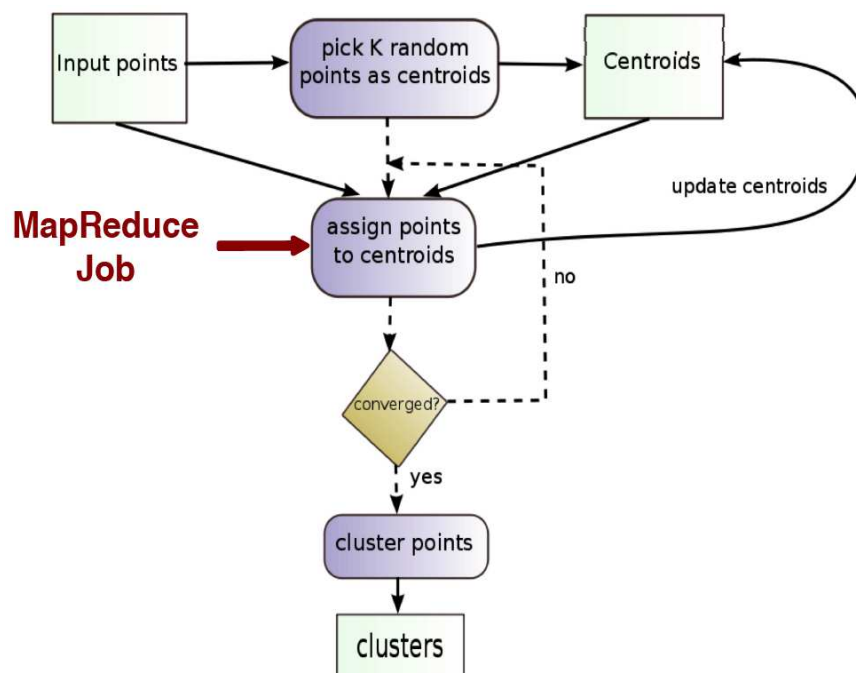 Input points
pick K random
points as centroids
Centroids
update centroids
MapReduce
Job
assign points
to centroids
no
converged?
yes
cluster points
clusters